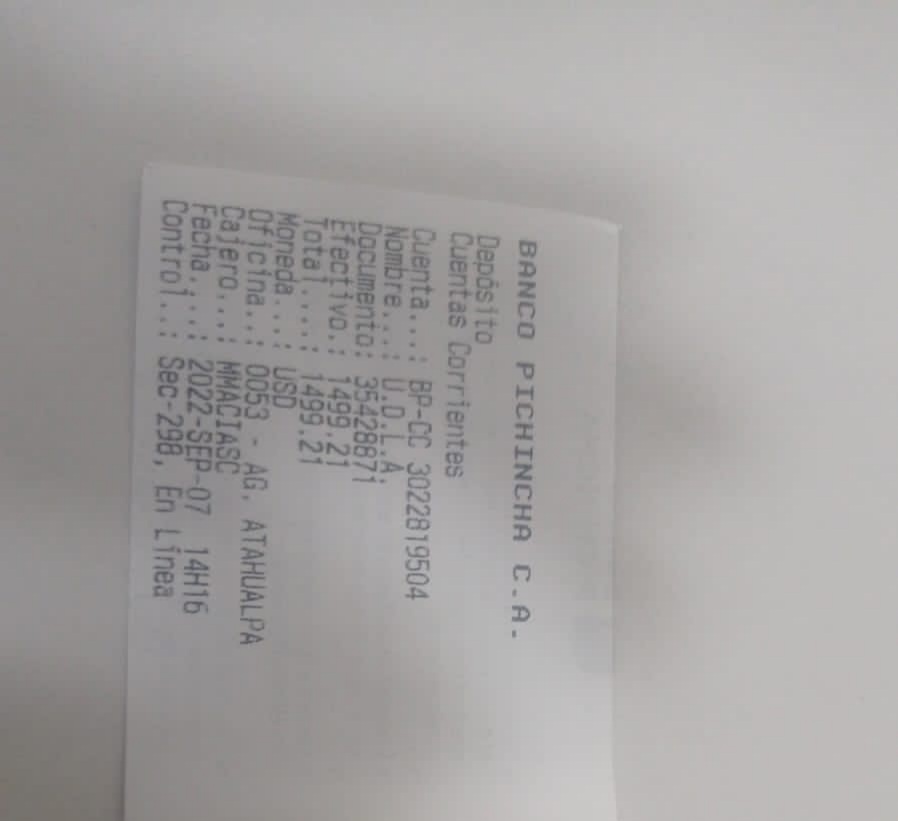 BANCO PICHINCHA C.A.
Depósito
Cuentas Corrientes
Cuenta...: BP-CC 3022819504
Nombre...: U.D.L.A.
Documento: 35428871
Efectivo.: 1499.21
Total....: 1499.21
Moneda...: USD
Oficina..: 0053 - AG. ATAHUALPA
Cajero...: MMACIASC
Fecha....: 2022-SEP-07 14H16
Control..: Sec-298, En Línea